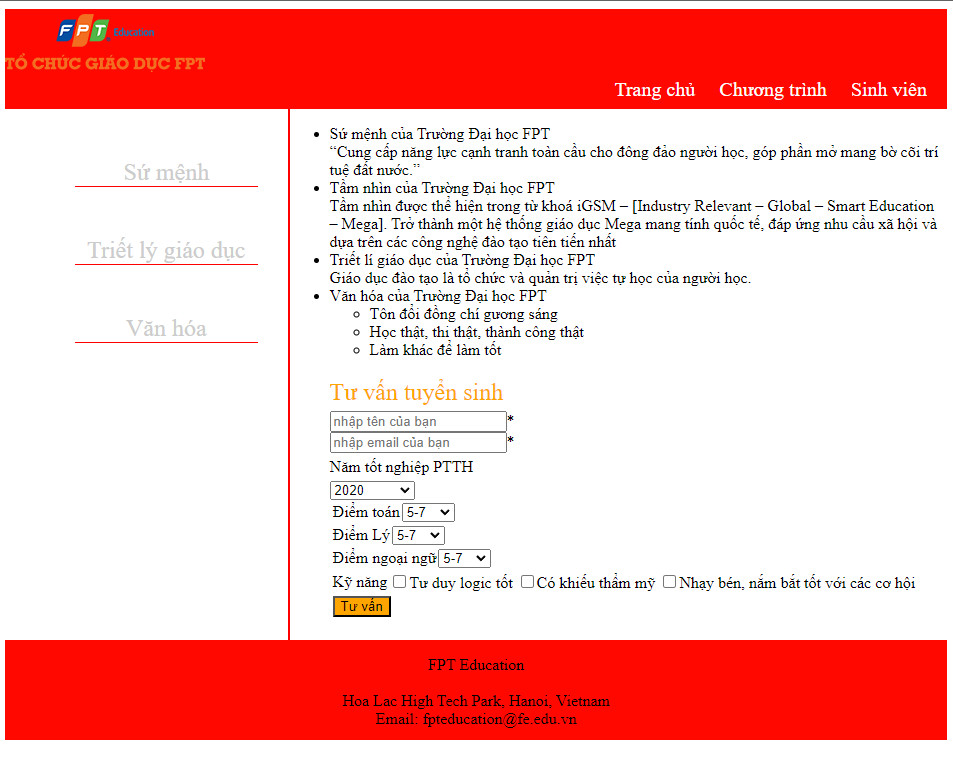 FPT Education
TỔ CHỨC GIÁO DỤC FPT
Trang chủ Chương trình Sinh viên
Sứ mệnh
Triết lý giáo dục
Văn hóa
Sứ mệnh của Trường Đại học FPT
“Cung cấp năng lực cạnh tranh toàn cầu cho đông đảo người học, góp phần mở mang bờ cõi trí
tuệ đất nước.”
Tầm nhìn của Trường Đại học FPT
Tầm nhìn được thể hiện trong từ khoá iGSM – [Industry Relevant – Global – Smart Education
– Mega]. Trở thành một hệ thống giáo dục Mega mang tính quốc tế, đáp ứng nhu cầu xã hội và
dựa trên các công nghệ đào tạo tiên tiến nhất
Triết lí giáo dục của Trường Đại học FPT
Giáo dục đào tạo là tổ chức và quản trị việc tự học của người học.
Văn hóa của Trường Đại học FPT
Tôn đổi đồng chí gương sáng
Học thật, thi thật, thành công thật
Làm khác để làm tốt
Tư vấn tuyển sinh
nhập tên của bạn*
nhập email của bạn*
Năm tốt nghiệp PTTH
2020
Điểm toán 5-7
Điểm Lý 5-7
Điểm ngoại ngữ 5-7
Kỹ năng Tư duy logic tốt Có khiếu thẩm mỹ Nhạy bén, nắm bắt tốt với các cơ hội
Tư vấn
FPT Education
Hoa Lac High Tech Park, Hanoi, Vietnam
Email: fpteducation@fe.edu.vn